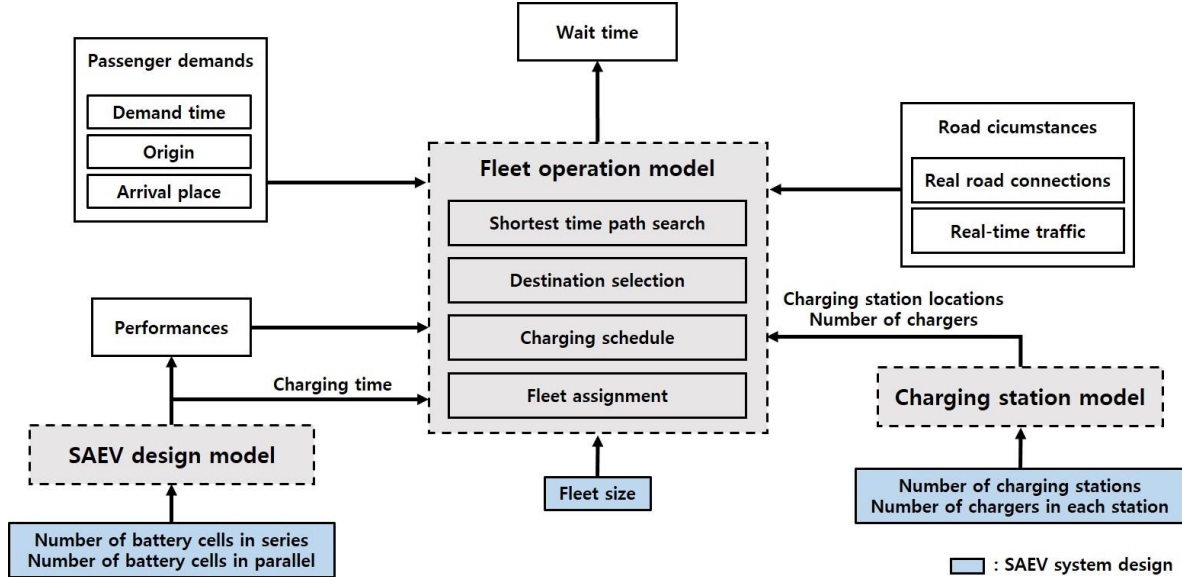 Wait time
Passenger demands
Demand time
Origin
Arrival place
Road cicumstances
Real road connections
Real-time traffic
Fleet operation model
Shortest time path search
Destination selection
Charging schedule
Fleet assignment
Performances
Charging time
Charging station locations
Number of chargers
SAEV design model
Charging station model
Fleet size
Number of battery cells in series
Number of battery cells in parallel
Number of charging stations
Number of chargers in each station
: SAEV system design